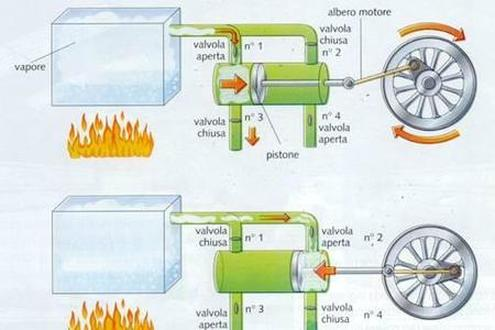 albero motore
valvola
aperta
n° 1
valvola
chiusa
n° 2
vapore
valvola
chiusa
n° 3
n° 4
valvola
aperta
pistone
valvola
chiusa
n° 1
valvola
aperta
n° 2
valvola
aperta
n° 3
valvola
chiusa
n° 4